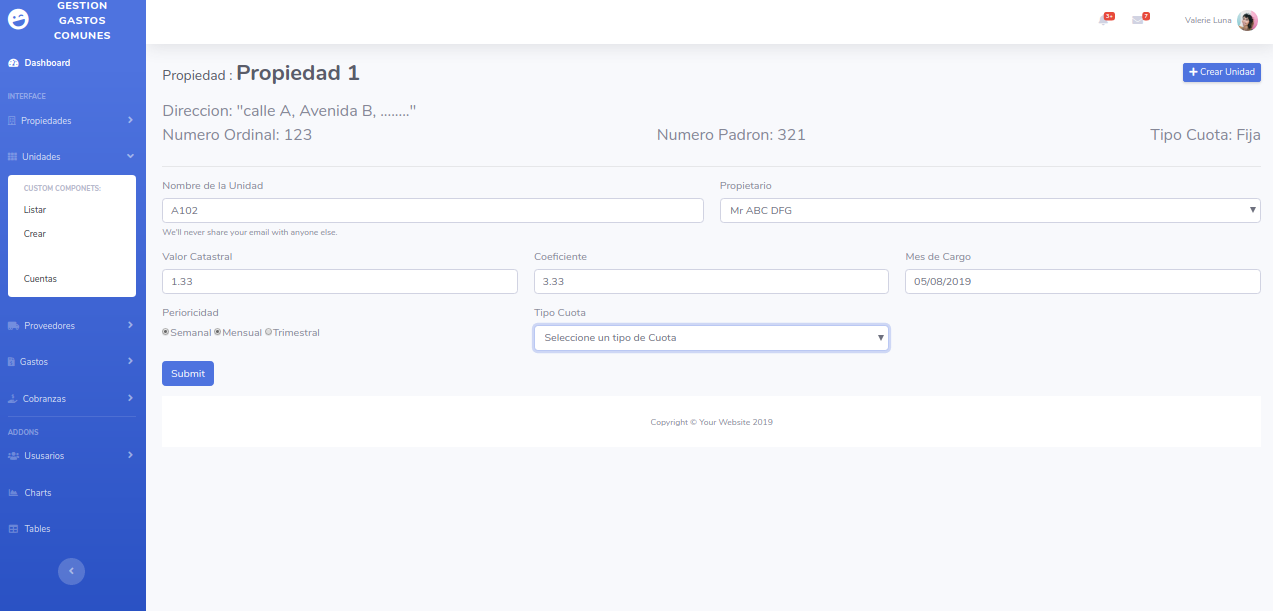 GESTION
GASTOS
COMUNES
Dashboard
INTERFACE
Propiedades
Unidades
CUSTOM COMPONETS:
Listar
Crear
Cuentas
Proveedores
Gastos
Cobranzas
ADDONS
Ususarios
Charts
Tables
3+
7
Valerie Luna
Propiedad : Propiedad 1
+ Crear Unidad
Direccion: "calle A, Avenida B, ........"
Numero Ordinal: 123
Numero Padron: 321
Tipo Cuota: Fija
Nombre de la Unidad
Propietario
A102
Mr ABC DFG
We'll never share your email with anyone else.
Valor Catastral
Coeficiente
Mes de Cargo
1.33
3.33
05/08/2019
Perioricidad
Tipo Cuota
Semanal Mensual Trimestral
Seleccione un tipo de Cuota
Submit
Copyright © Your Website 2019